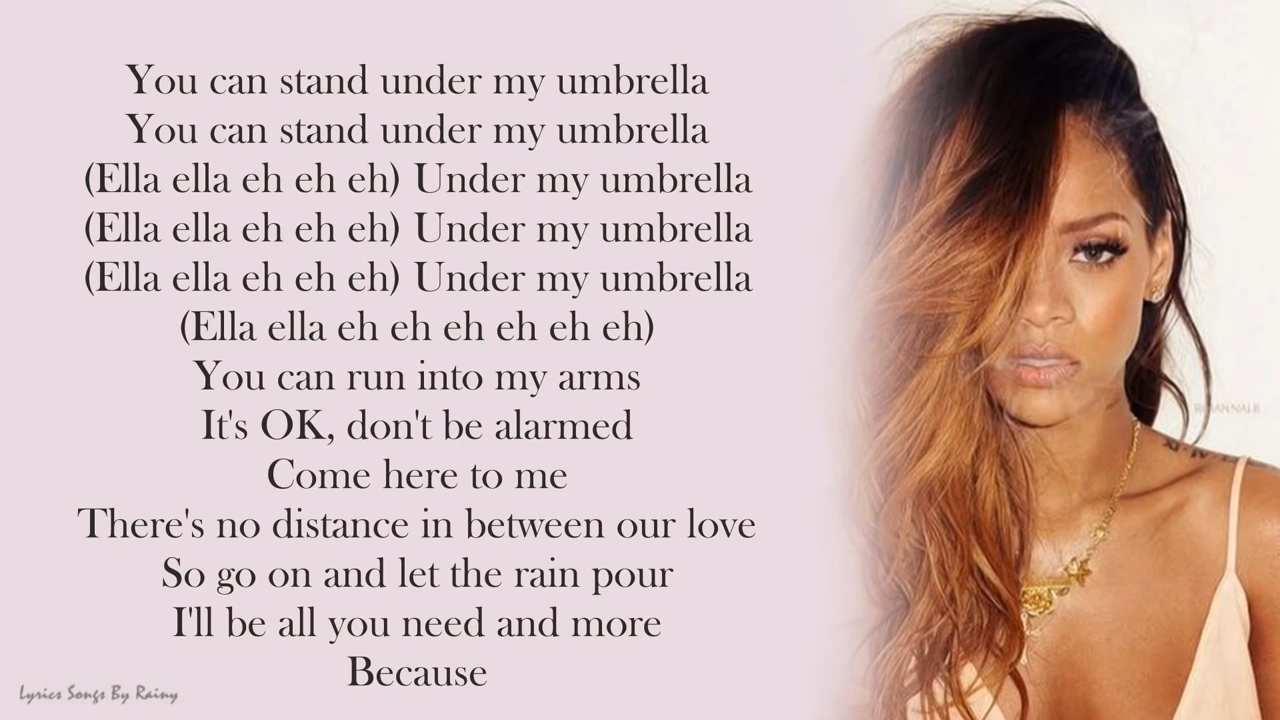 You can stand under my umbrella
You can stand under my umbrella
(Ella ella eh eh eh) Under my umbrella
(Ella ella eh eh eh) Under my umbrella
(Ella ella eh eh eh) Under my umbrella
(Ella ella eh eh eh eh eh eh)
You can run into my arms
It's OK, don't be alarmed
Come here to me
There's no distance in between our love
So go on and let the rain pour
I'll be all you need and more
Because
Lyrics Songs By Rainy